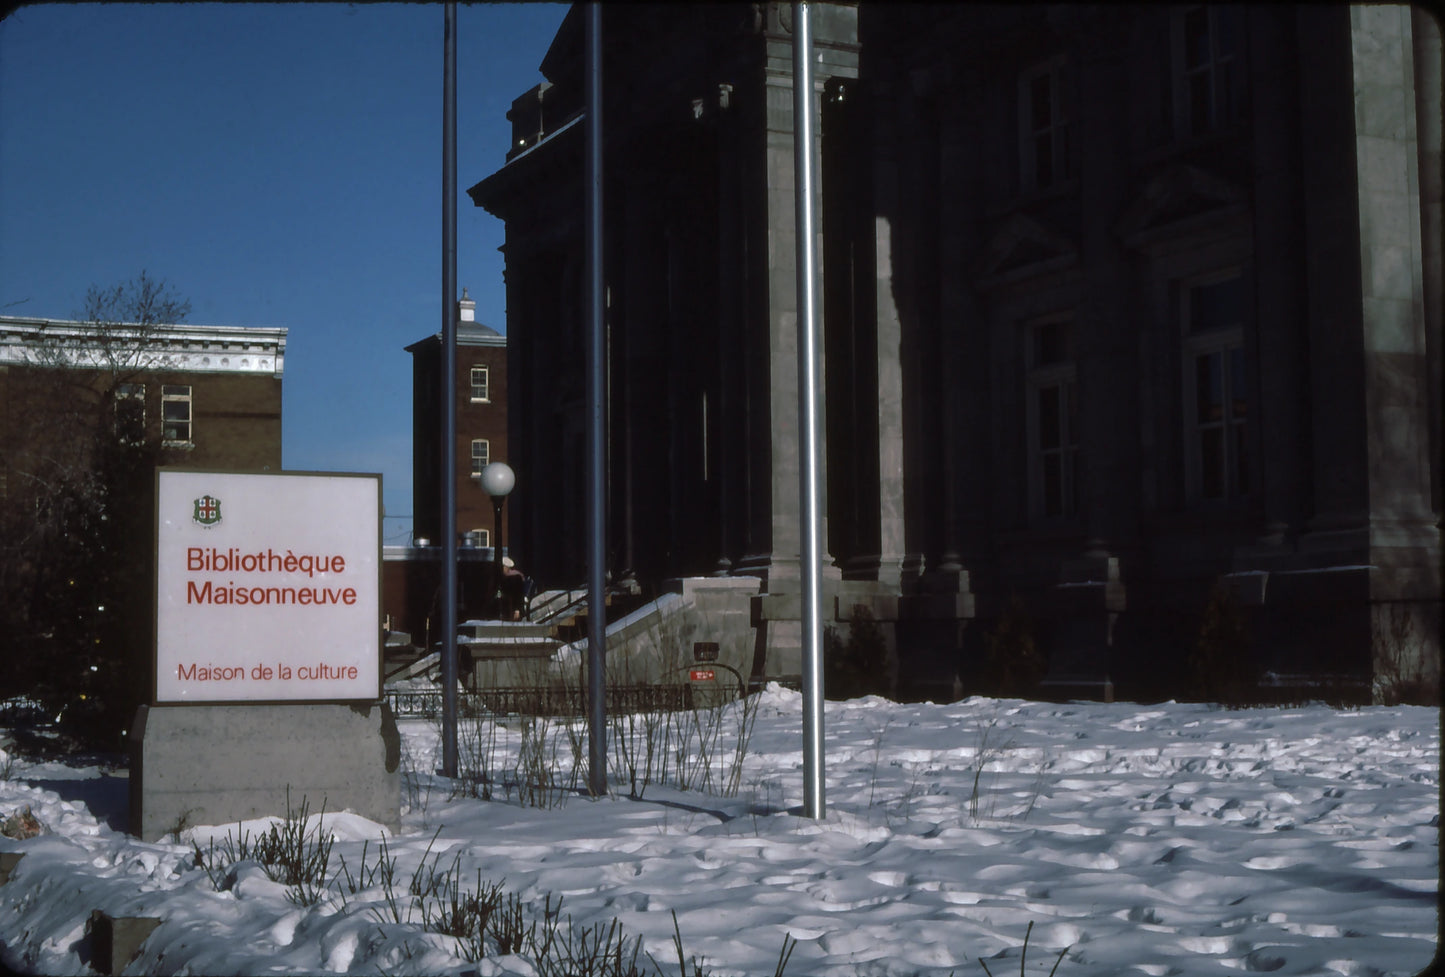 Bibliothèque
Maisonneuve
Maison de la culture